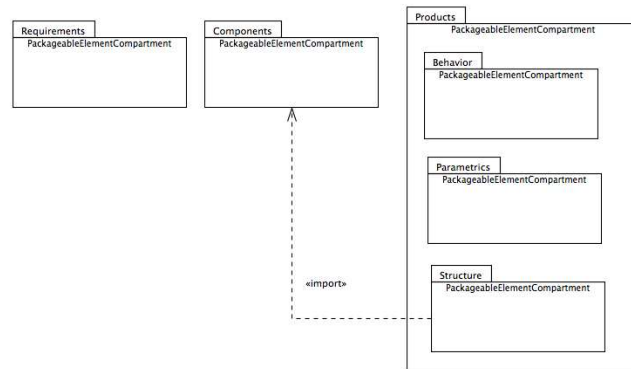 Requirements
PackageableElementCompartment
Components
PackageableElementCompartment
Products
PackageableElementCompartment
Behavior
PackageableElementCompartment
Parametrics
PackageableElementCompartment
Structure
PackageableElementCompartment
«import»